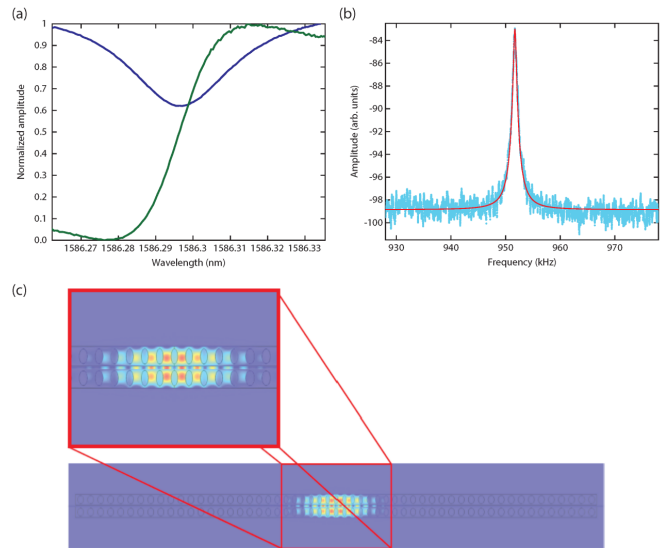 (a)
1
0.9
0.8
0.7
0.6
0.5
0.4
0.3
0.2
0.1
0.0
Normalized amplitude
1586.27 1586.28 1586.29 1586.3 1586.31 1586.32 1586.33
Wavelength (nm)
(b)
-84
-86
-88
-90
-92
-94
-96
-98
-100
Amplitude (arb. units)
930 940 950 960 970
Frequency (kHz)
(c)